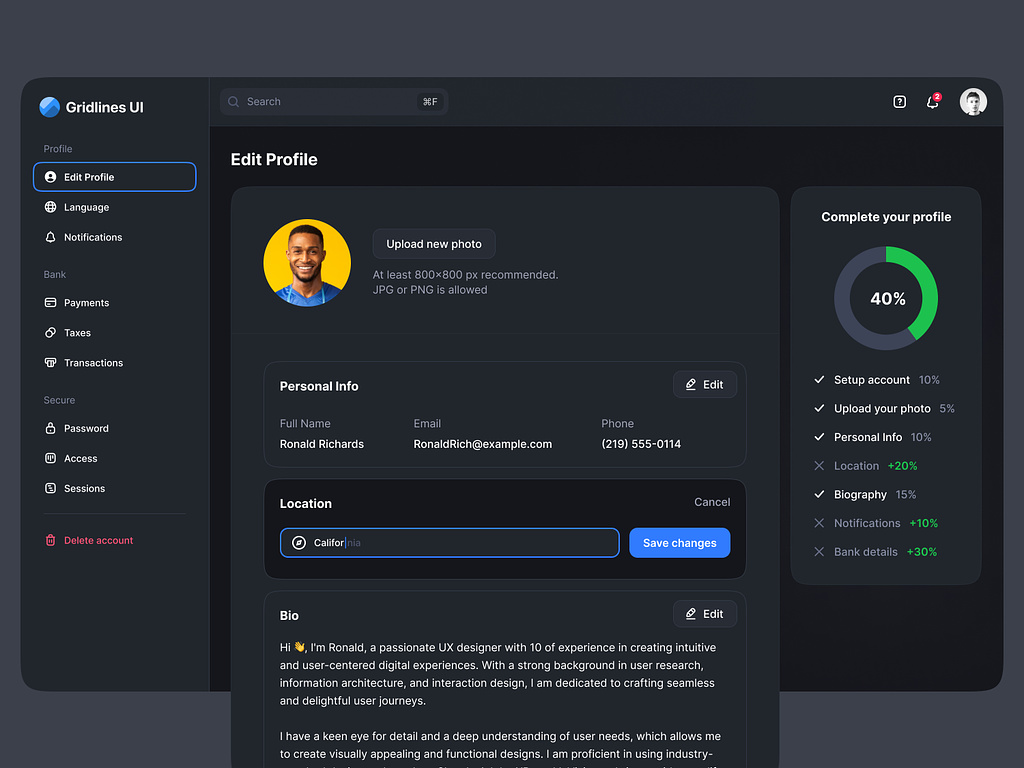 Gridlines UI
Search
⌘F
2
Profile
Edit Profile
Language
Notifications
Bank
Payments
Taxes
Transactions
Secure
Password
Access
Sessions
Delete account
Edit Profile
Upload new photo
At least 800×800 px recommended.
JPG or PNG is allowed
Personal Info
Edit
Full Name Email Phone
Ronald Richards RonaldRich@example.com (219) 555-0114
Location
Cancel
California
Save changes
Bio
Edit
Hi 👋, I'm Ronald, a passionate UX designer with 10 of experience in creating intuitive
and user-centered digital experiences. With a strong background in user research,
information architecture, and interaction design, I am dedicated to crafting seamless
and delightful user journeys.
I have a keen eye for detail and a deep understanding of user needs, which allows me
to create visually appealing and functional designs. I am proficient in using industry-
Complete your profile
40%
Setup account 10%
Upload your photo 5%
Personal Info 10%
Location +20%
Biography 15%
Notifications +10%
Bank details +30%